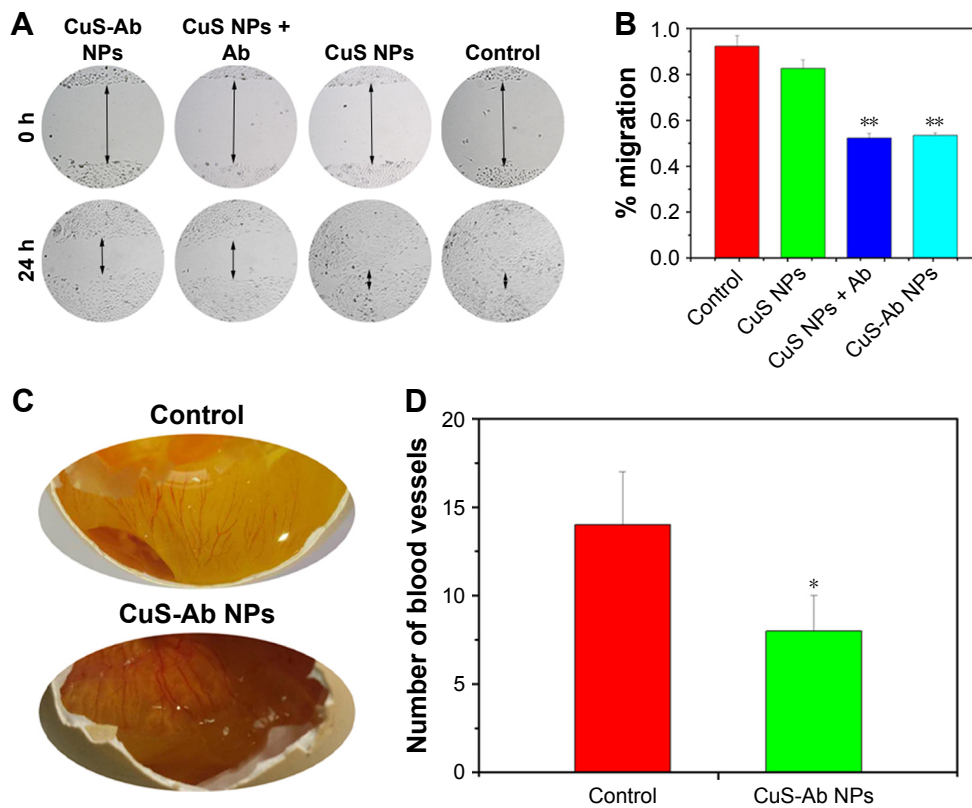 A
CuS-Ab
NPs
CuS NPs +
Ab
CuS NPs
Control
0 h
24 h
B
% migration
1.0
0.8
0.6
0.4
0.2
0.0
**
**
Control
CuS NPs
CuS NPs + Ab
CuS-Ab NPs
C
Control
CuS-Ab NPs
D
Number of blood vessels
20
15
10
5
0
*
Control
CuS-Ab NPs